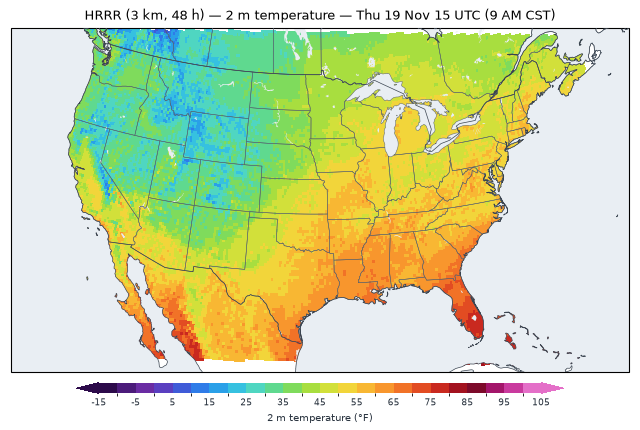 HRRR (3 km, 48 h) — 2 m temperature — Thu 19 Nov 15 UTC (9 AM CST)
-15 -5 5 15 25 35 45 55 65 75 85 95 105
2 m temperature (°F)